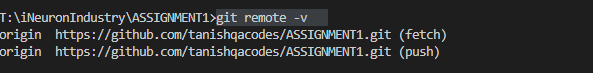 T:\iNeuronIndustry\ASSIGNMENT1>git remote -v
origin  https://github.com/tanishqacodes/ASSIGNMENT1.git (fetch)
origin  https://github.com/tanishqacodes/ASSIGNMENT1.git (push)